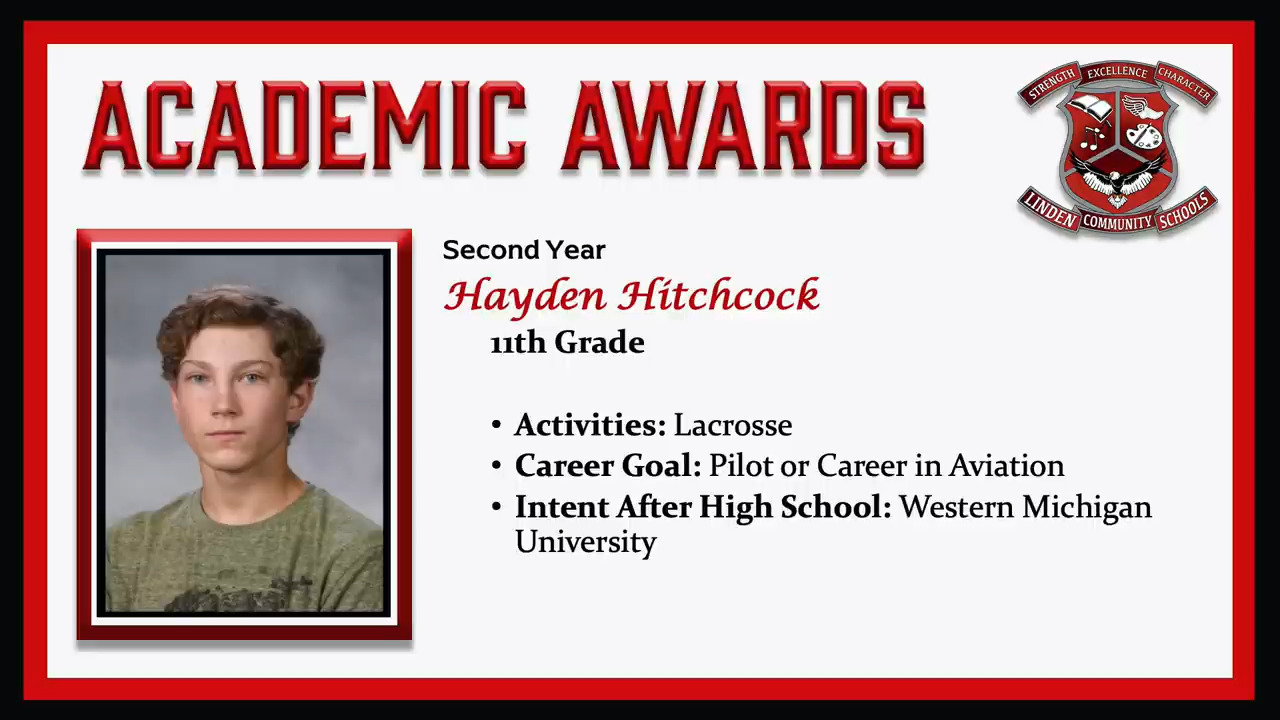 ACADEMIC AWARDS
STRENGTH EXCELLENCE CHARACTER
LINDEN COMMUNITY SCHOOLS
Second Year
Hayden Hitchcock
11th Grade
• Activities: Lacrosse
• Career Goal: Pilot or Career in Aviation
• Intent After High School: Western Michigan
University